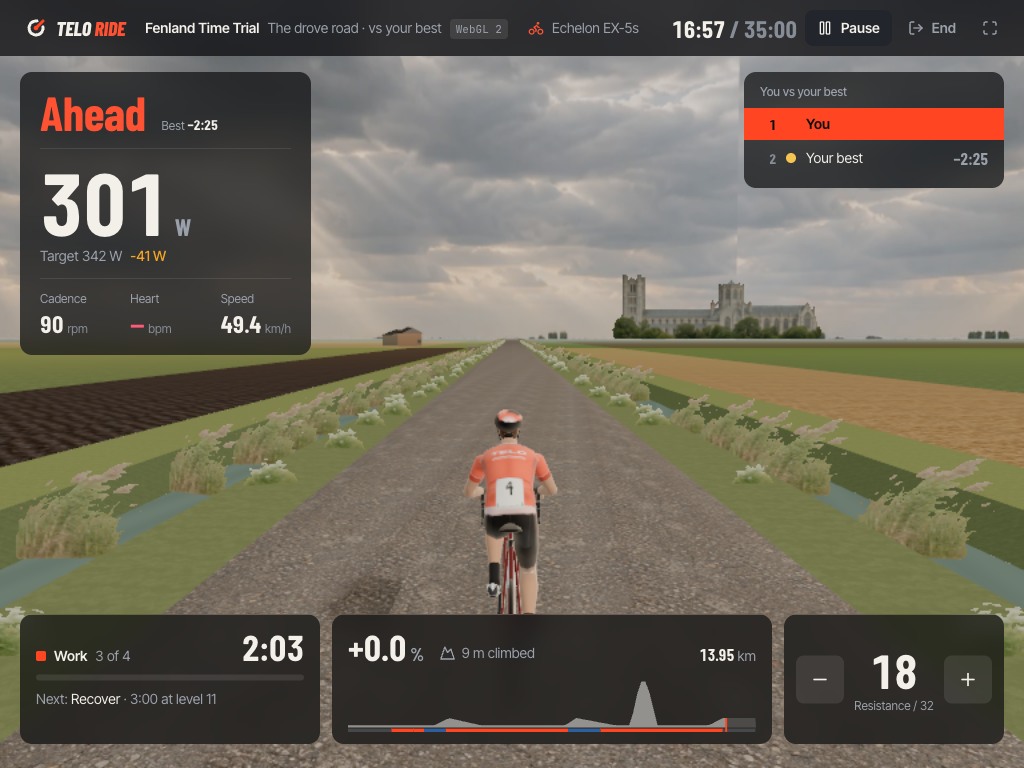 TELO RIDE
Fenland Time Trial The drove road · vs your best WebGL 2 Echelon EX-5s 16:57 / 35:00 Pause End
Ahead Best −2:25
301 W
Target 342 W -41 W
Cadence Heart Speed
90 rpm — bpm 49.4 km/h
You vs your best
1 You
2 Your best −2:25
TELO
4
Work 3 of 4 2:03
Next: Recover · 3:00 at level 11
+0.0 % 9 m climbed 13.95 km
− 18 +
Resistance / 32